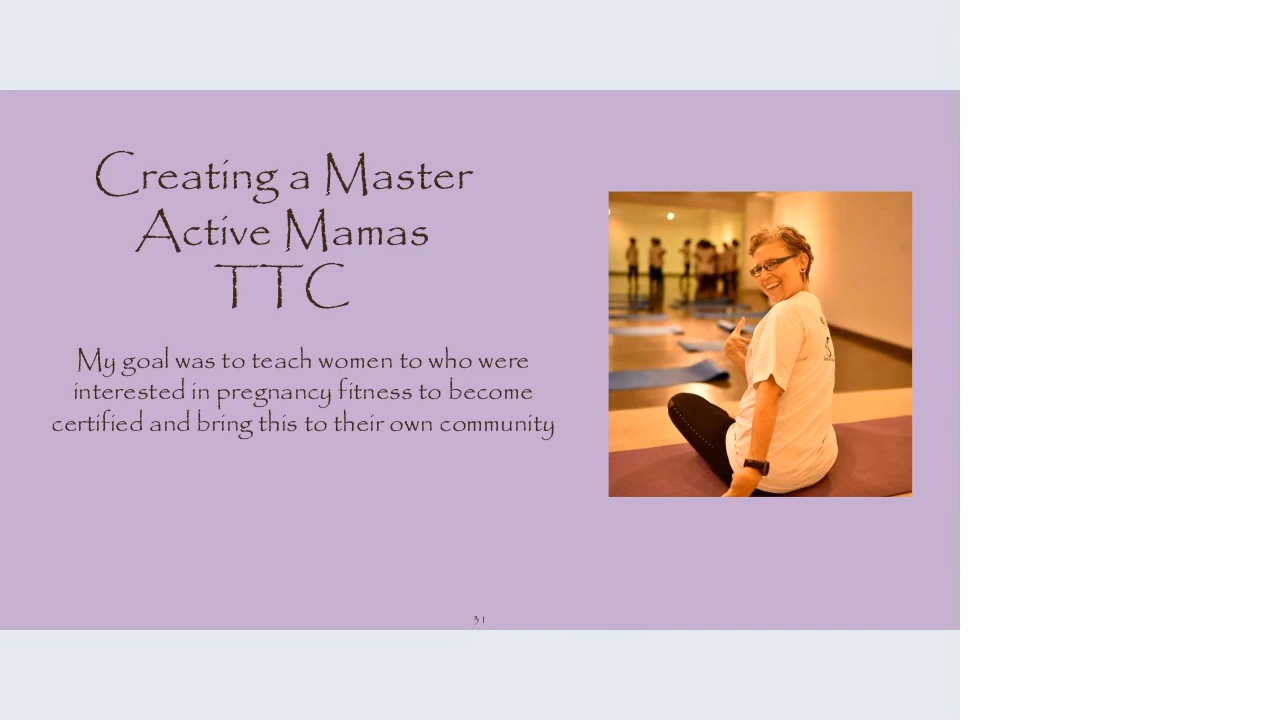 Creating a Master
Active Mamas
TTC
My goal was to teach women to who were
interested in pregnancy fitness to become
certified and bring this to their own community
31